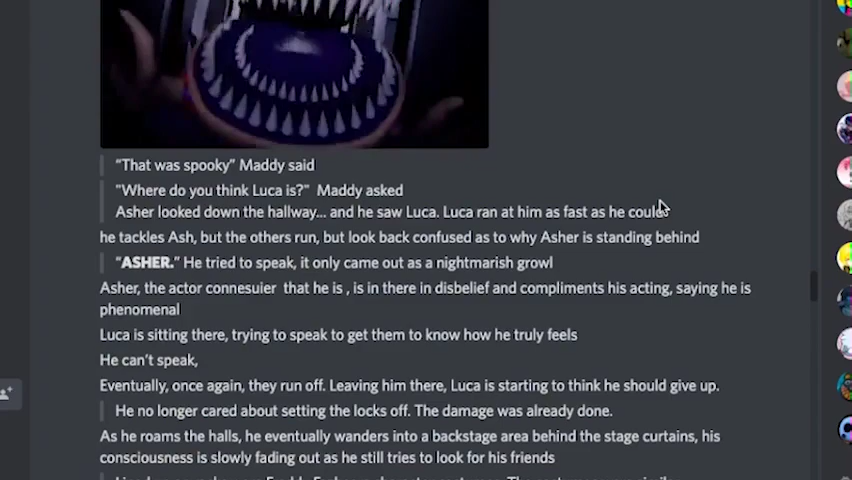 “That was spooky” Maddy said
"Where do you think Luca is?"  Maddy asked
Asher looked down the hallway... and he saw Luca. Luca ran at him as fast as he could
he tackles Ash, but the others run, but look back confused as to why Asher is standing behind
“ASHER.” He tried to speak, it only came out as a nightmarish growl
Asher, the actor connesuier  that he is , is in there in disbelief and compliments his acting, saying he is
phenomenal
Luca is sitting there, trying to speak to get them to know how he truly feels
He can’t speak,
Eventually, once again, they run off. Leaving him there, Luca is starting to think he should give up.
He no longer cared about setting the locks off. The damage was already done.
As he roams the halls, he eventually wanders into a backstage area behind the stage curtains, his
consciousness is slowly fading out as he still tries to look for his friends